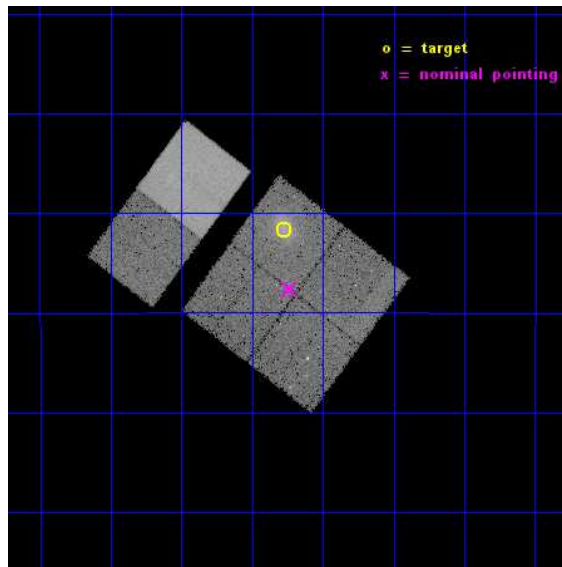 o = target
x = nominal pointing